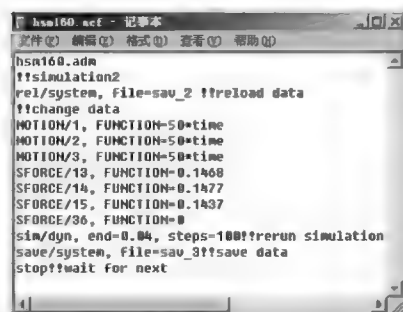 hsm160.acf - 记事本
文件(F) 编辑(E) 格式(O) 查看(V) 帮助(H)
hsm160.adm
!!simulation2
rel/system, file=sav_2 !!reload data
!!change data
MOTION/1, FUNCTION=50*time
MOTION/2, FUNCTION=50*time
MOTION/3, FUNCTION=50*time
SFORCE/13, FUNCTION=0.1468
SFORCE/14, FUNCTION=0.1477
SFORCE/15, FUNCTION=0.1437
SFORCE/36, FUNCTION=0
sim/dyn, end=0.04, steps=100!!rerun simulation
save/system, file=sav_3!!save data
stop!!wait for next